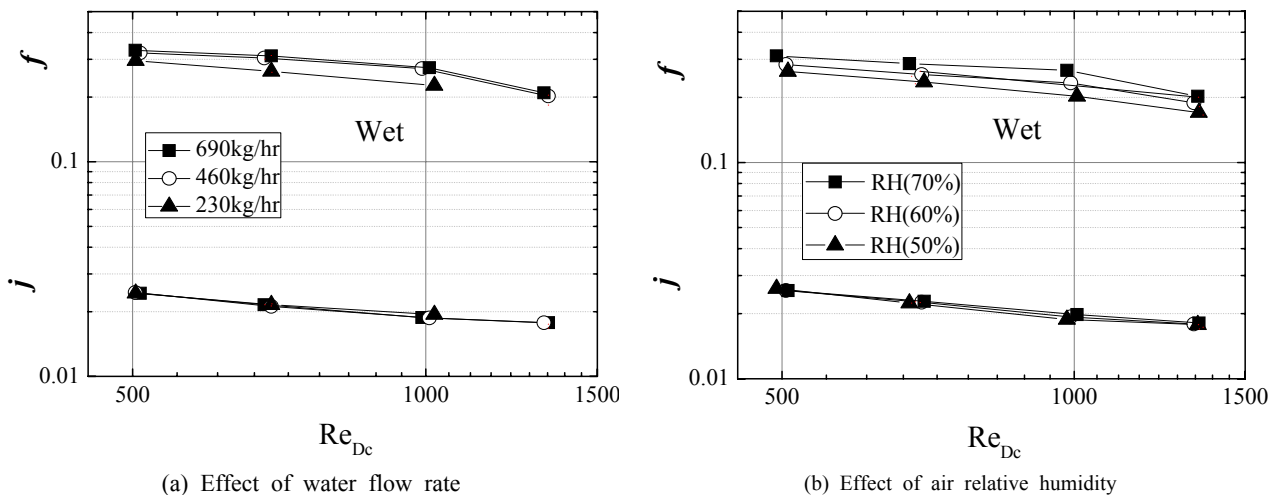 f
0.1
j
0.01
Wet
690kg/hr
460kg/hr
230kg/hr
500
1000
1500
Re_Dc
(a) Effect of water flow rate
f
0.1
j
0.01
Wet
RH(70%)
RH(60%)
RH(50%)
500
1000
1500
Re_Dc
(b) Effect of air relative humidity